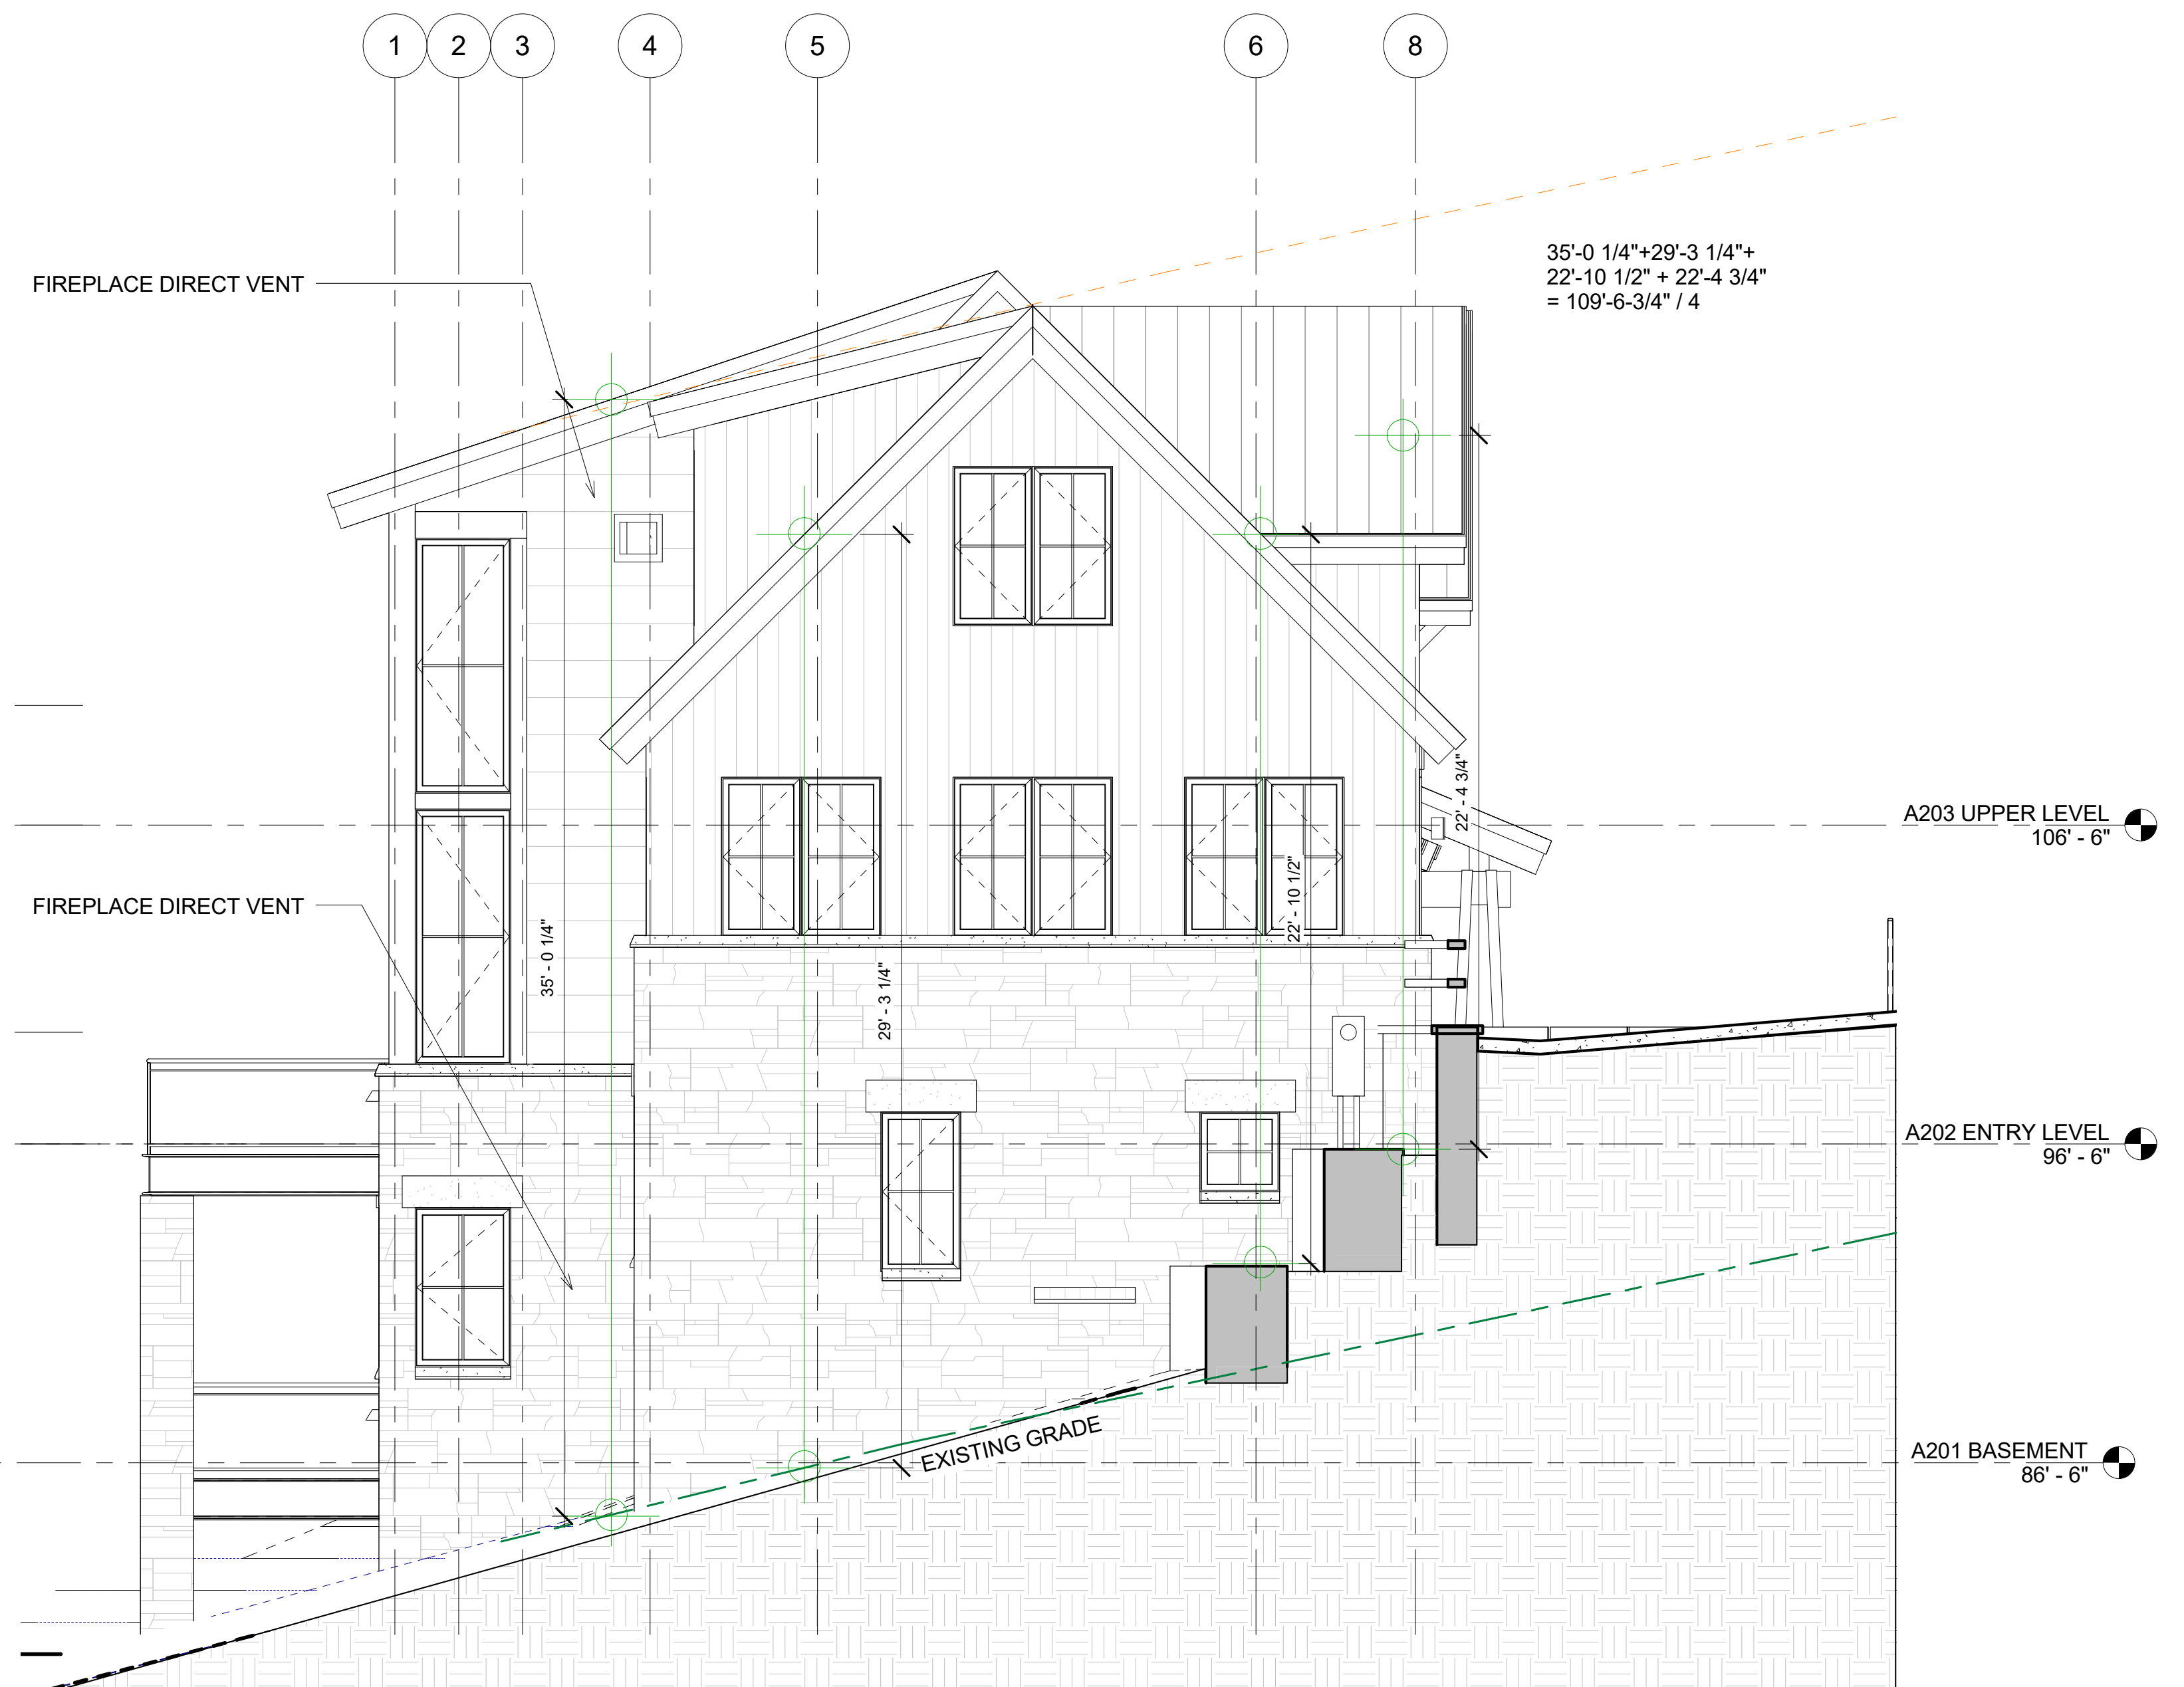 1 2 3 4 5 6 8
35'-0 1/4"+29'-3 1/4"+
22'-10 1/2" + 22'-4 3/4"
= 109'-6-3/4" / 4
FIREPLACE DIRECT VENT
22' - 4 3/4"
A203 UPPER LEVEL
106' - 6"
22' - 10 1/2"
FIREPLACE DIRECT VENT
35' - 0 1/4"
29' - 3 1/4"
A202 ENTRY LEVEL
96' - 6"
EXISTING GRADE
A201 BASEMENT
86' - 6"